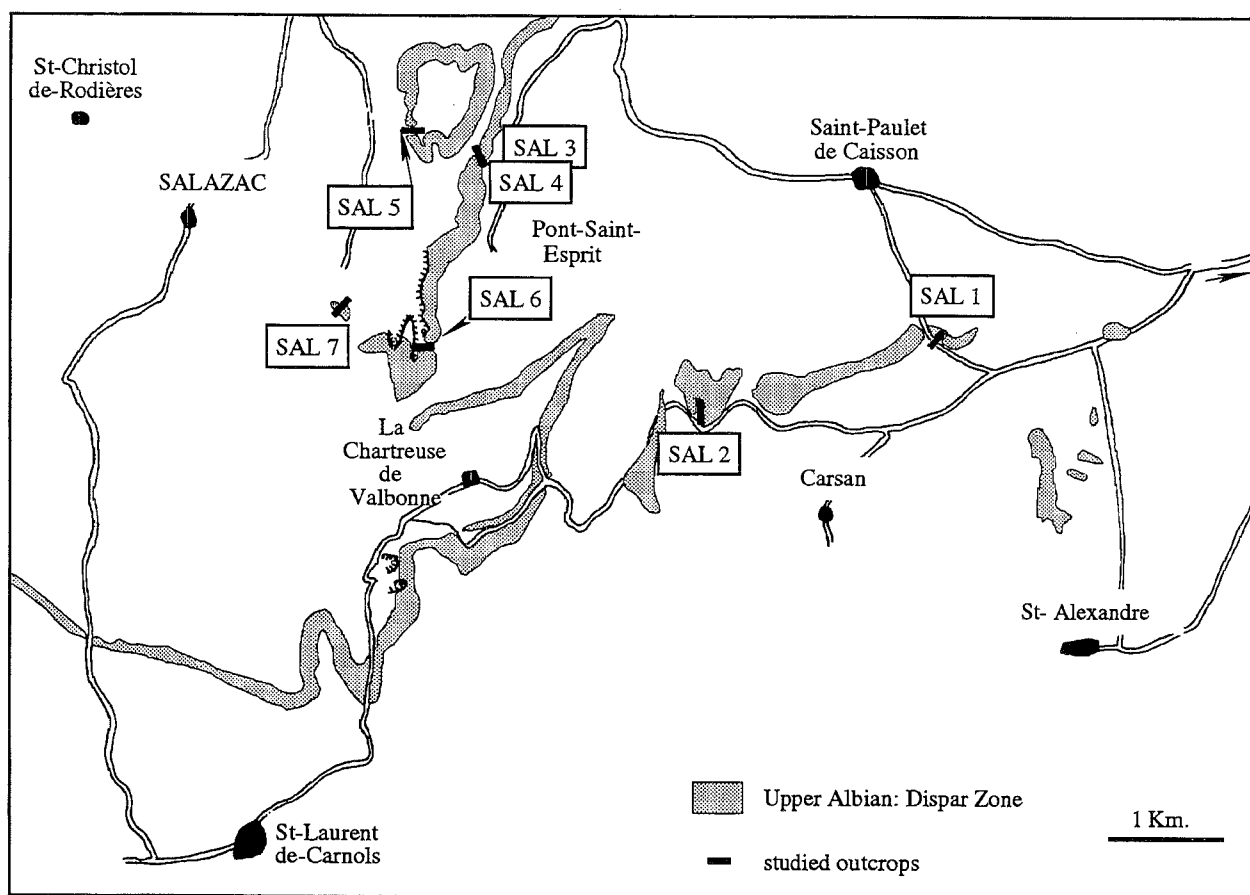 St-Christol
de-Rodières
SALAZAC
SAL 5
SAL 3
SAL 4
Saint-Paulet
de Caisson
Pont-Saint-
Esprit
SAL 6
SAL 1
SAL 7
La
Chartreuse
de
Valbonne
SAL 2
Carsan
St- Alexandre
St-Laurent
de-Carnols
Upper Albian: Dispar Zone
studied outcrops
1 Km.